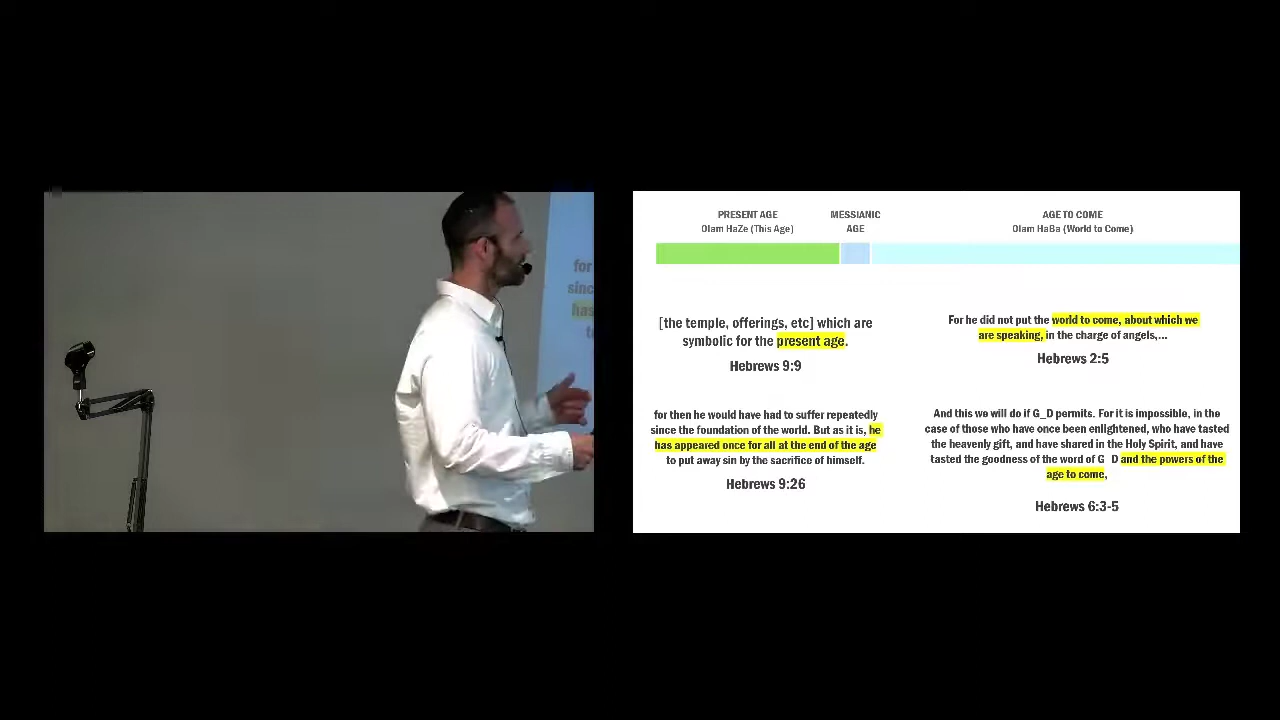 PRESENT AGE
Olam HaZe (This Age)
MESSIANIC
AGE
AGE TO COME
Olam HaBa (World to Come)
[the temple, offerings, etc] which are
symbolic for the present age.
Hebrews 9:9
for then he would have had to suffer repeatedly
since the foundation of the world. But as it is, he
has appeared once for all at the end of the age
to put away sin by the sacrifice of himself.
Hebrews 9:26
For he did not put the world to come, about which we
are speaking, in the charge of angels,...
Hebrews 2:5
And this we will do if G_D permits. For it is impossible, in the
case of those who have once been enlightened, who have tasted
the heavenly gift, and have shared in the Holy Spirit, and have
tasted the goodness of the word of G_D and the powers of the
age to come,
Hebrews 6:3-5
for
sinc
has